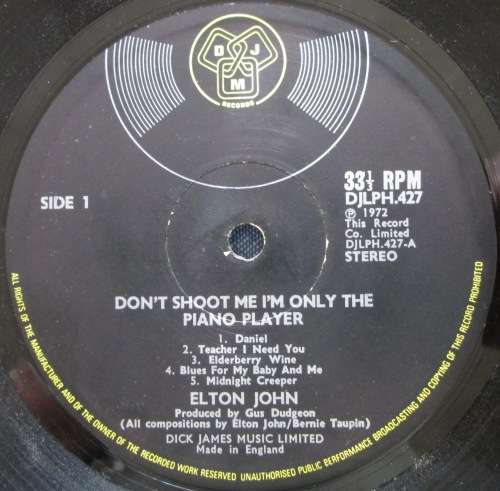 D J M
RECORDS
SIDE 1
33⅓ RPM
DJLPH.427
℗ 1972
This Record
Co. Limited
DJLPH.427-A
STEREO
DON'T SHOOT ME I'M ONLY THE
PIANO PLAYER
1. Daniel
2. Teacher I Need You
3. Elderberry Wine
4. Blues For My Baby And Me
5. Midnight Creeper
ELTON JOHN
Produced by Gus Dudgeon
(All compositions by Elton John/Bernie Taupin)
DICK JAMES MUSIC LIMITED
Made in England
ALL RIGHTS OF THE MANUFACTURER AND OF THE OWNER OF THE RECORDED WORK RESERVED UNAUTHORISED PUBLIC PERFORMANCE BROADCASTING AND COPYING OF THIS RECORD PROHIBITED